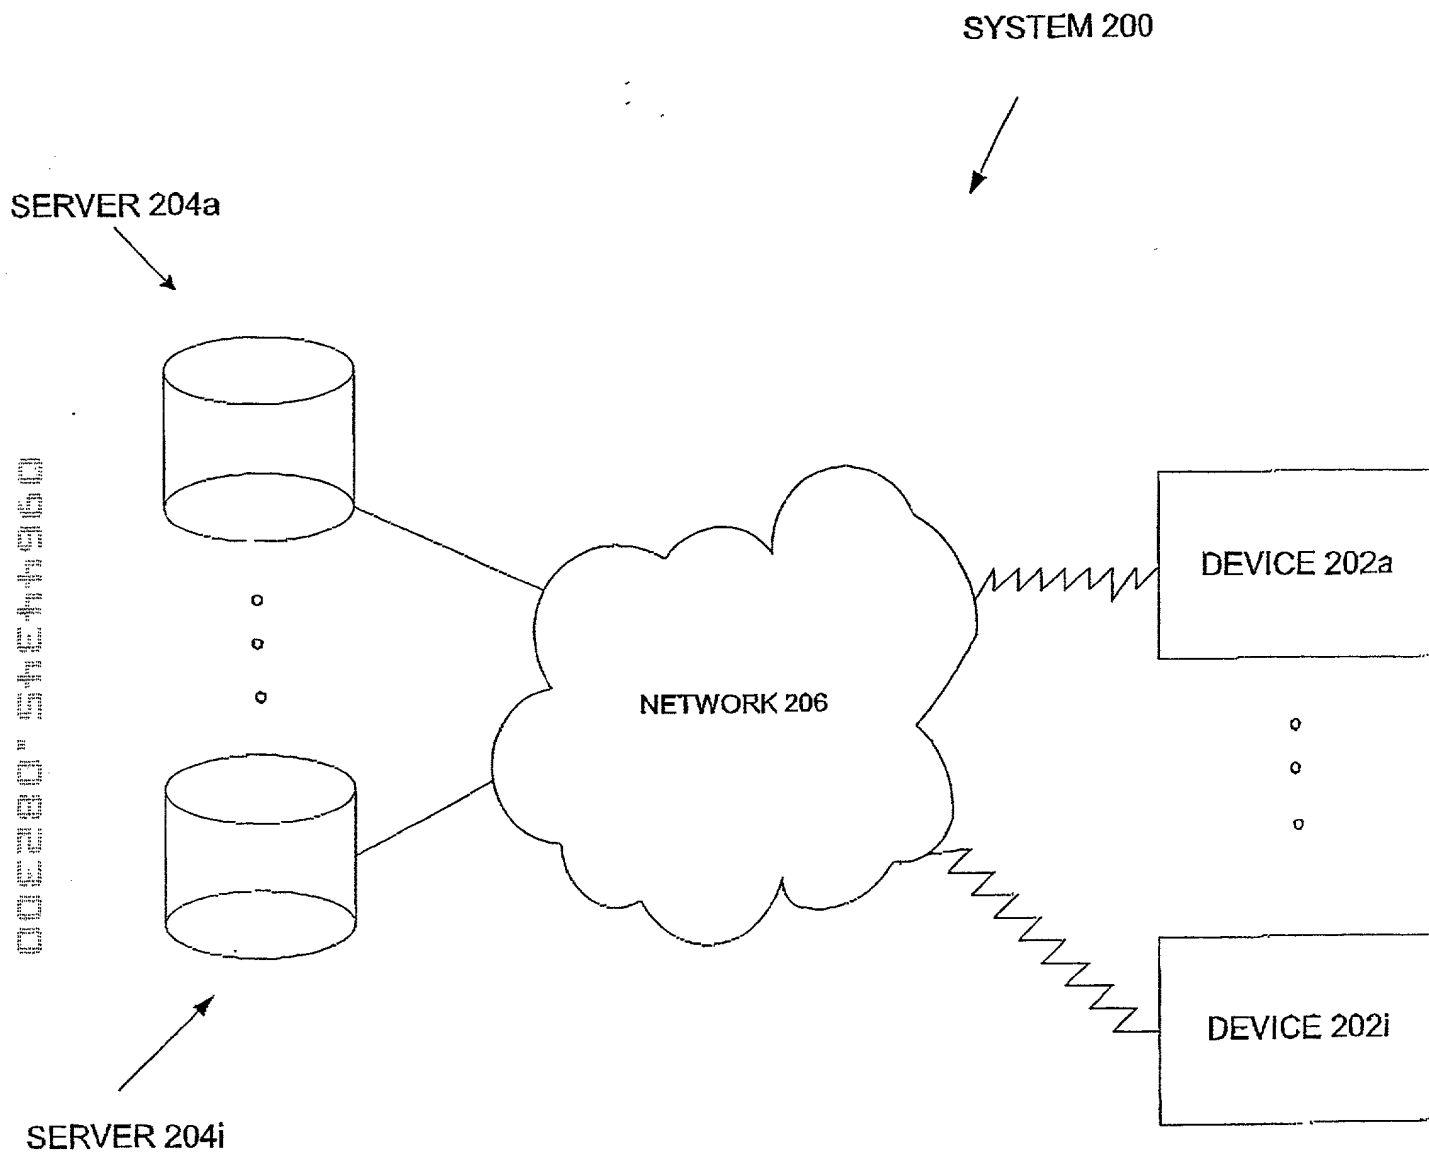 SYSTEM 200
SERVER 204a
DEVICE 202a
NETWORK 206
DEVICE 202i
SERVER 204i